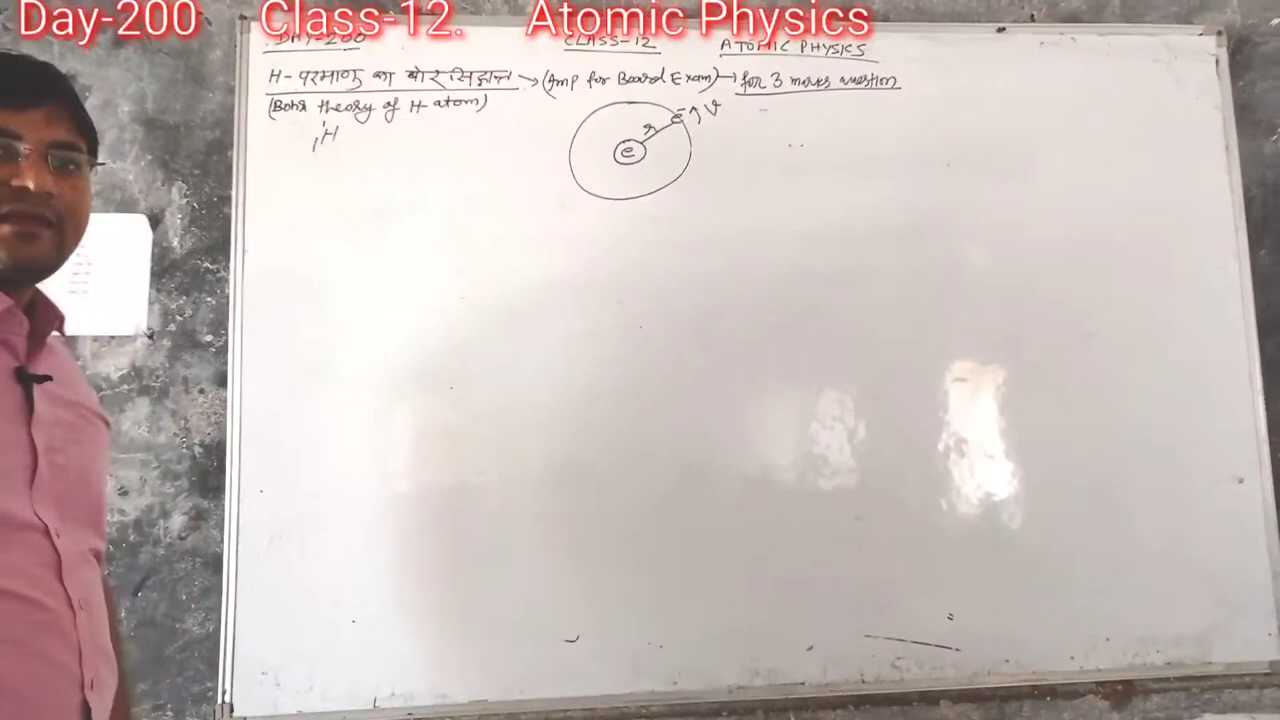 Day-200 Class-12. Atomic Physics
DAY-200 CLASS-12 ATOMIC PHYSICS
H-परमाणु का बोर सिद्धान्त → (Imp for Board Exam) → for 3 marks question
(Bohr theory of H-atom)
₁H¹
e⁻ v
r
e